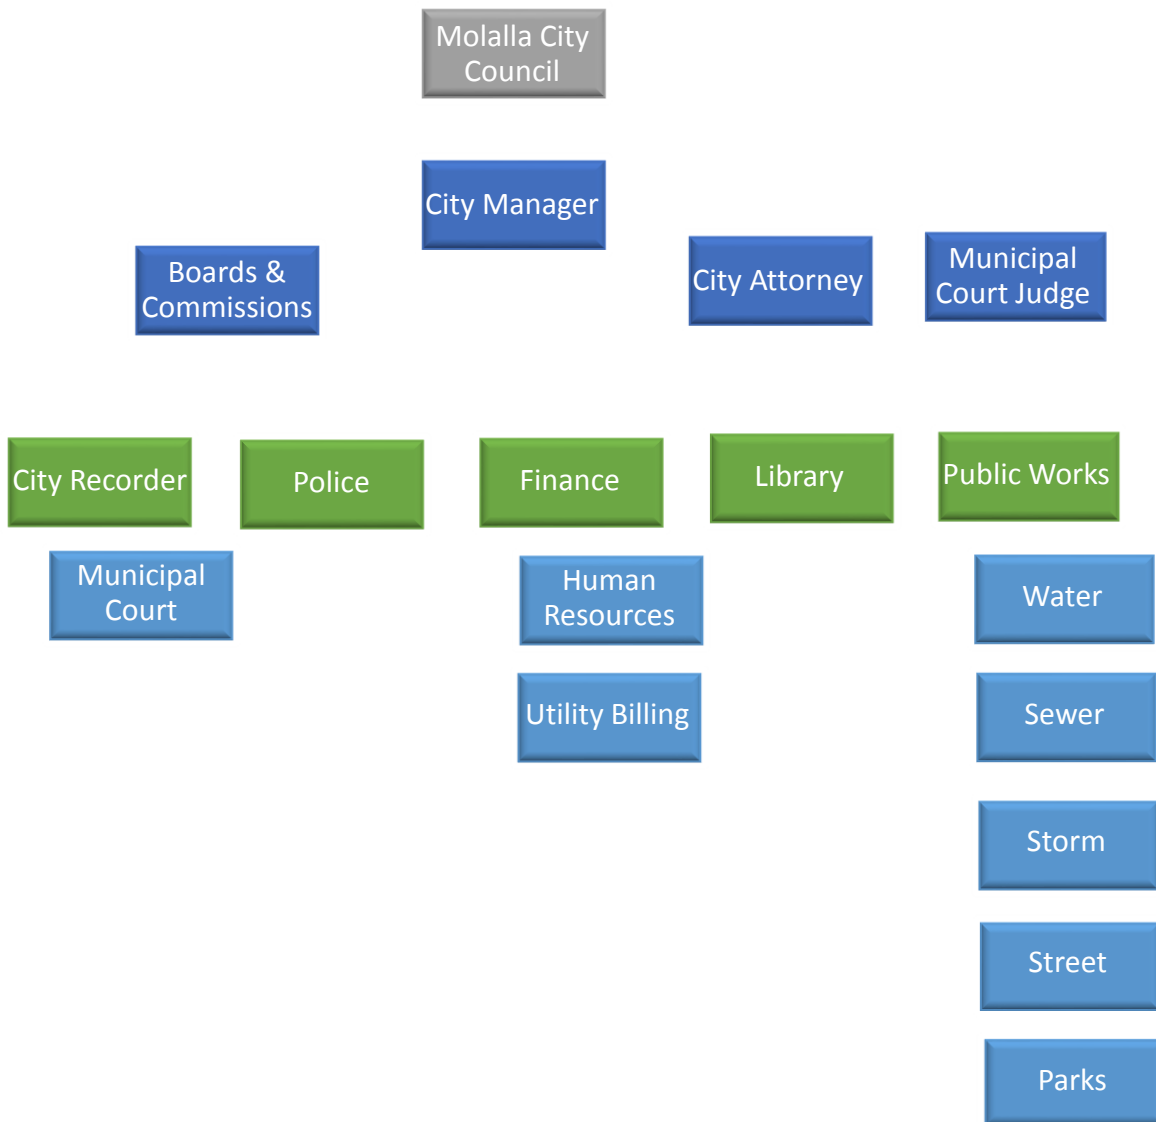 Molalla City
Council
City Manager
Boards &
Commissions
City Attorney
Municipal
Court Judge
City Recorder
Police
Finance
Library
Public Works
Municipal
Court
Human
Resources
Water
Utility Billing
Sewer
Storm
Street
Parks